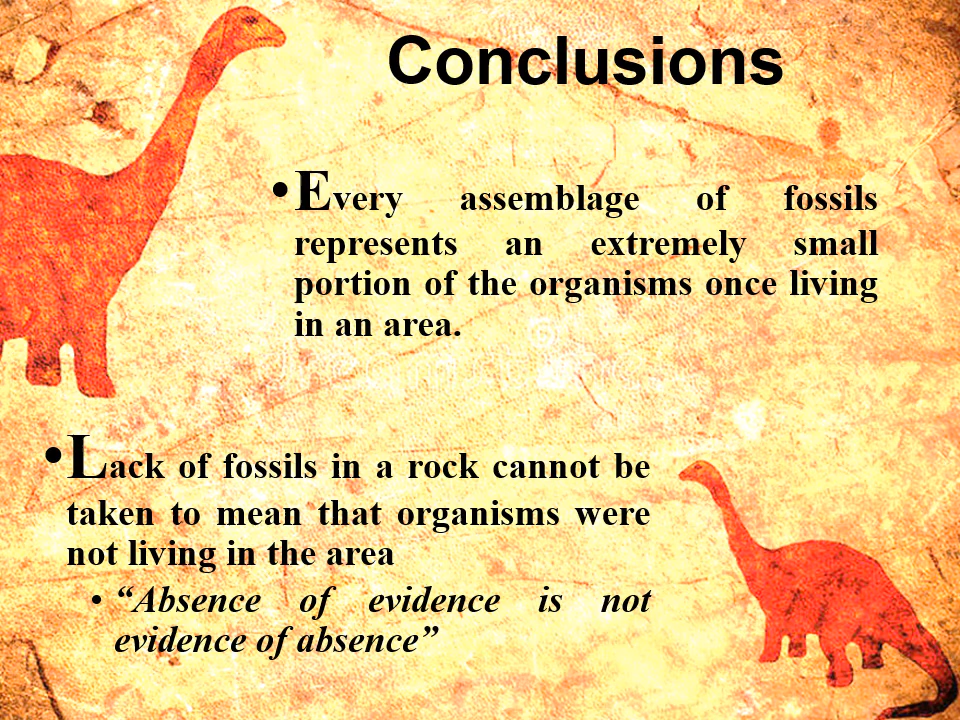 Conclusions
•Every assemblage of fossils
represents an extremely small
portion of the organisms once living
in an area.
•Lack of fossils in a rock cannot be
taken to mean that organisms were
not living in the area
•“Absence of evidence is not
evidence of absence”